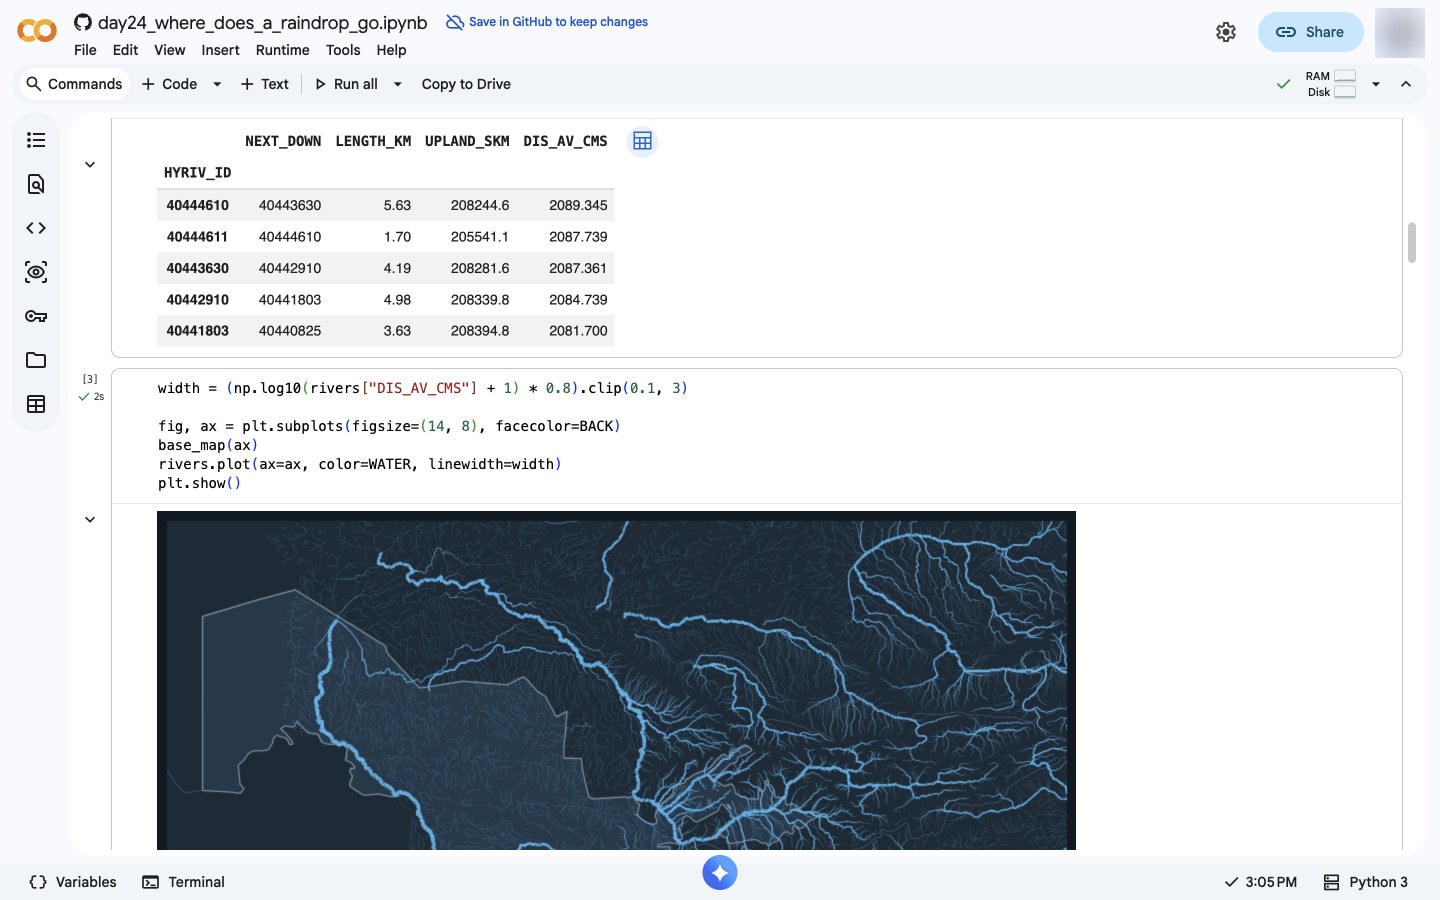 day24_where_does_a_raindrop_go.ipynb
Save in GitHub to keep changes
Share
File Edit View Insert Runtime Tools Help
Commands + Code + Text Run all Copy to Drive
RAM
Disk
NEXT_DOWN LENGTH_KM UPLAND_SKM DIS_AV_CMS
HYRIV_ID
40444610 40443630 5.63 208244.6 2089.345
40444611 40444610 1.70 205541.1 2087.739
40443630 40442910 4.19 208281.6 2087.361
40442910 40441803 4.98 208339.8 2084.739
40441803 40440825 3.63 208394.8 2081.700
[3]
2s
width = (np.log10(rivers["DIS_AV_CMS"] + 1) * 0.8).clip(0.1, 3)
fig, ax = plt.subplots(figsize=(14, 8), facecolor=BACK)
base_map(ax)
rivers.plot(ax=ax, color=WATER, linewidth=width)
plt.show()
Variables Terminal
3:05 PM Python 3